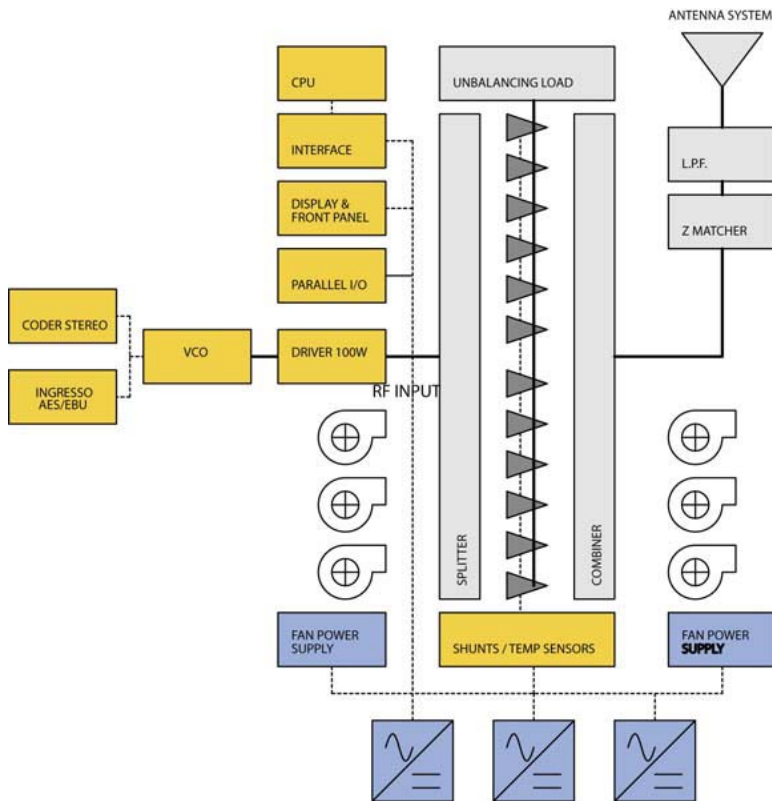 ANTENNA SYSTEM
CPU
UNBALANCING LOAD
INTERFACE
L.P.F.
DISPLAY &
FRONT PANEL
Z MATCHER
PARALLEL I/O
CODER STEREO
VCO
DRIVER 100W
RF INPUT
INGRESSO
AES/EBU
SPLITTER
COMBINER
FAN POWER
SUPPLY
SHUNTS / TEMP SENSORS
FAN POWER
SUPPLY